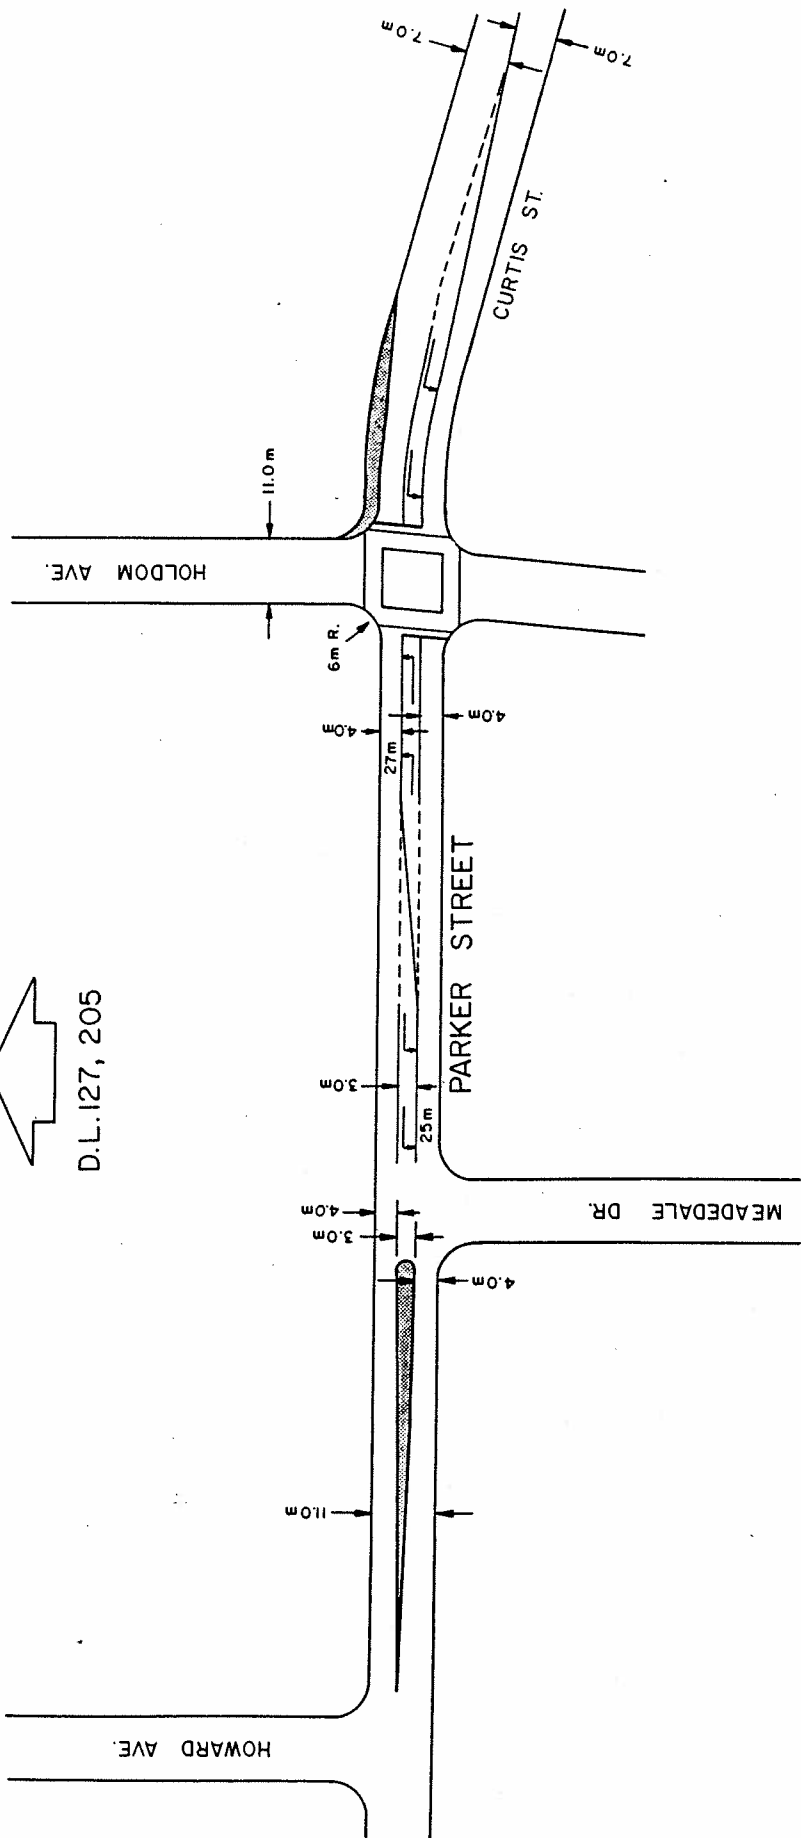 7.0m
7.0m
CURTIS ST.
11.0m
HOLDOM AVE.
6m R.
4.0m
4.0m
27m
PARKER STREET
D.L.127, 205
3.0m
25m
4.0m
3.0m
MEADEDALE DR.
4.0m
11.0m
HOWARD AVE.